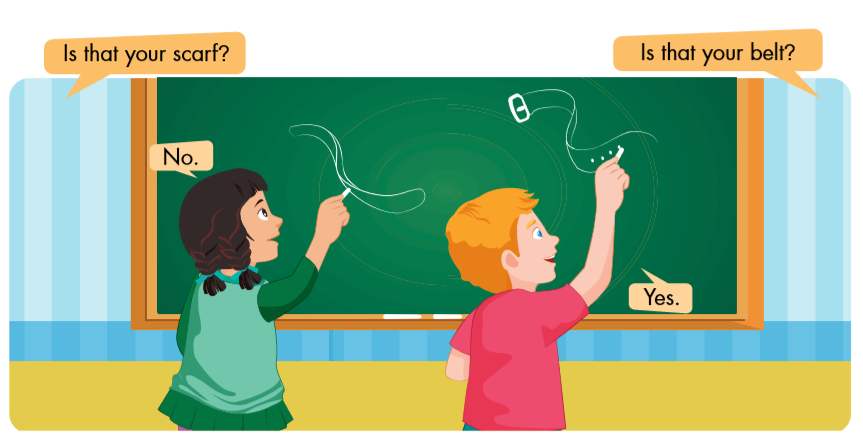 Is that your scarf?
No.
Is that your belt?
Yes.